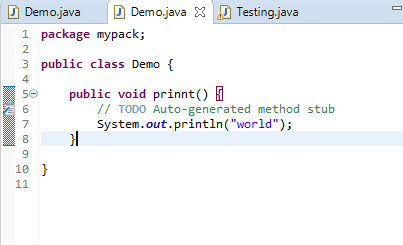 Demo.java Demo.java Testing.java
1 package mypack;
2
3 public class Demo {
4
5 public void prinnt() {
6 // TODO Auto-generated method stub
7 System.out.println("world");
8 }
9
10 }
11